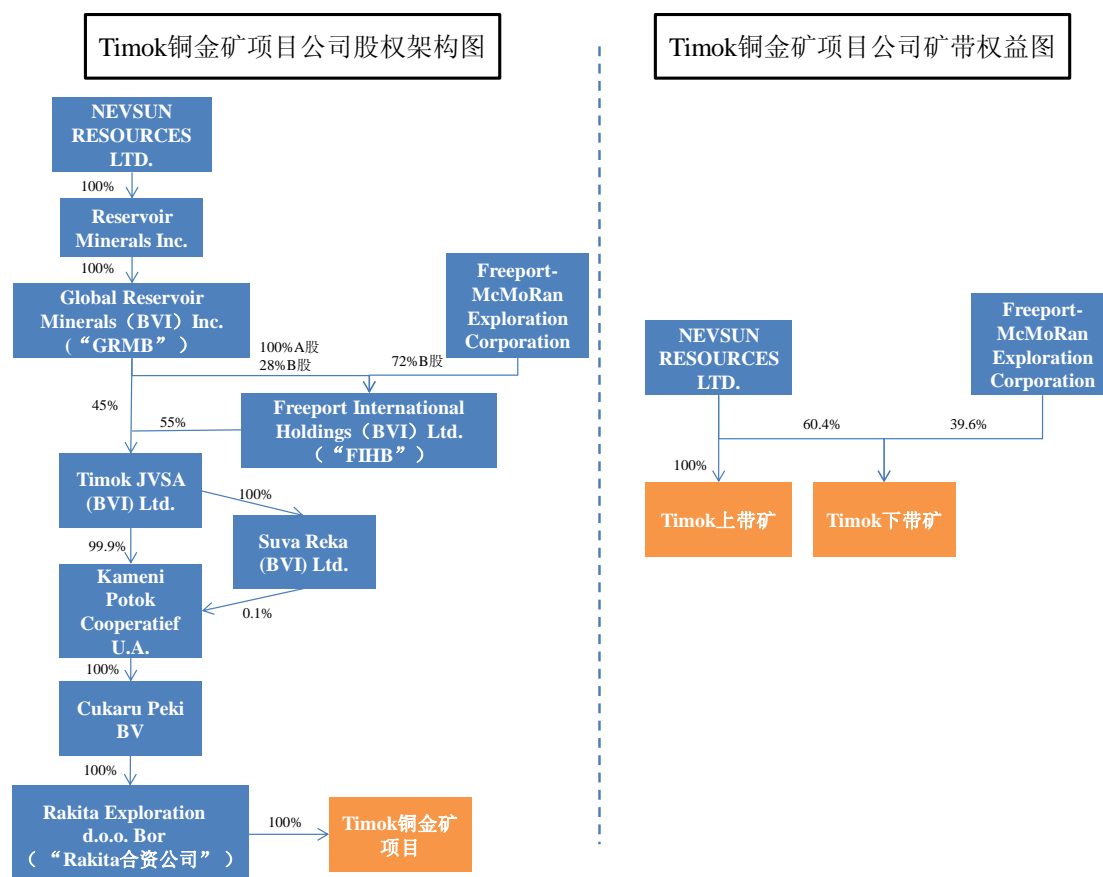 Timok铜金矿项目公司股权架构图
NEVSUN
RESOURCES
LTD.
100%
Reservoir
Minerals Inc.
100%
Global Reservoir
Minerals（BVI）Inc.
(“GRMB”）
Freeport-
McMoRan
Exploration
Corporation
100%A股
28%B股
72%B股
45%
55%
Freeport International
Holdings（BVI）Ltd.
（“FIHB”）
Timok JVSA
(BVI) Ltd.
100%
Suva Reka
(BVI) Ltd.
99.9%
0.1%
Kameni
Potok
Cooperatief
U.A.
100%
Cukaru Peki
BV
100%
Rakita Exploration
d.o.o. Bor
（ “Rakita合资公司” ）
100%
Timok铜金矿
项目
Timok铜金矿项目公司矿带权益图
NEVSUN
RESOURCES
LTD.
Freeport-
McMoRan
Exploration
Corporation
60.4%
39.6%
100%
Timok上带矿
Timok下带矿